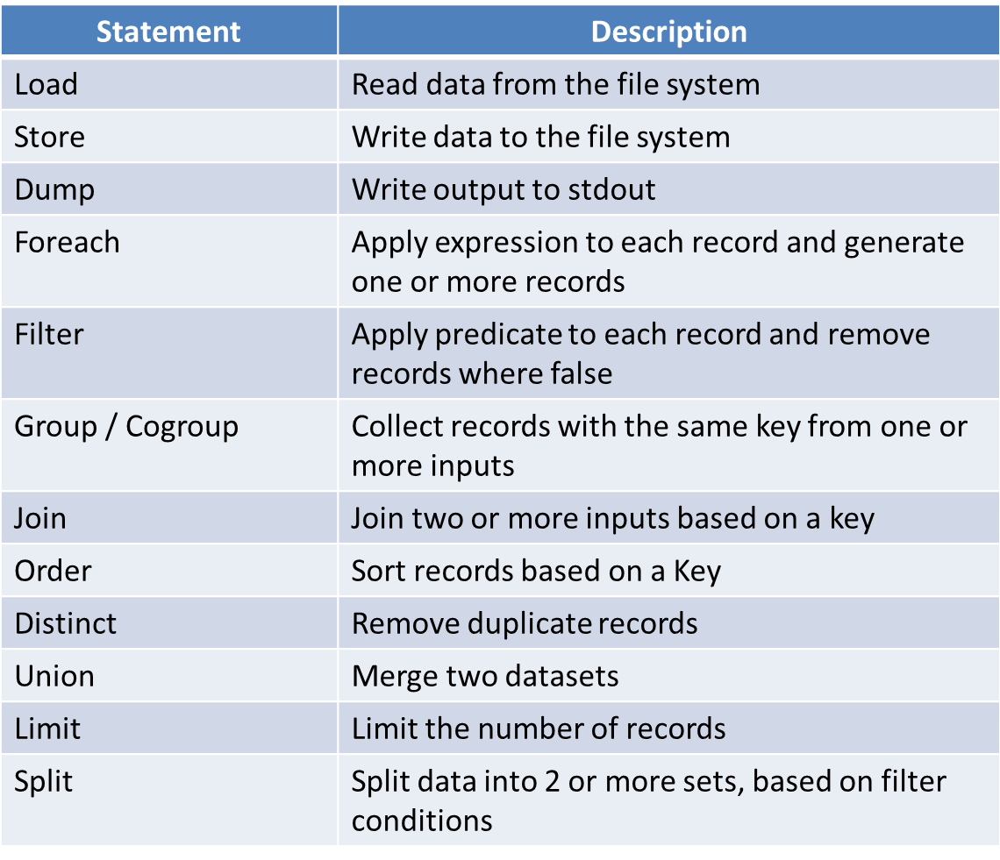 Statement Description
Load Read data from the file system
Store Write data to the file system
Dump Write output to stdout
Foreach Apply expression to each record and generate
one or more records
Filter Apply predicate to each record and remove
records where false
Group / Cogroup Collect records with the same key from one or
more inputs
Join Join two or more inputs based on a key
Order Sort records based on a Key
Distinct Remove duplicate records
Union Merge two datasets
Limit Limit the number of records
Split Split data into 2 or more sets, based on filter
conditions